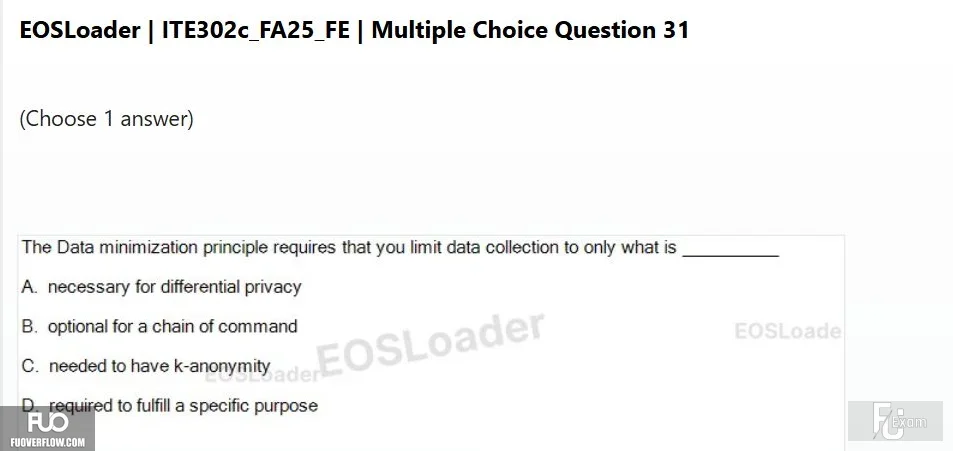 EOSLoader | ITE302c_FA25_FE | Multiple Choice Question 31
(Choose 1 answer)
The Data minimization principle requires that you limit data collection to only what is __________
A. necessary for differential privacy
B. optional for a chain of command
C. needed to have k-anonymity
D. required to fulfill a specific purpose
EOSLoader
EOSLoader
EOSLoade
FUO
FUOVERFLOW.COM
FU Exam